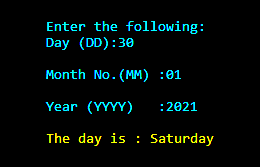 Enter the following:
Day (DD):30
Month No.(MM) :01
Year (YYYY)   :2021
The day is : Saturday